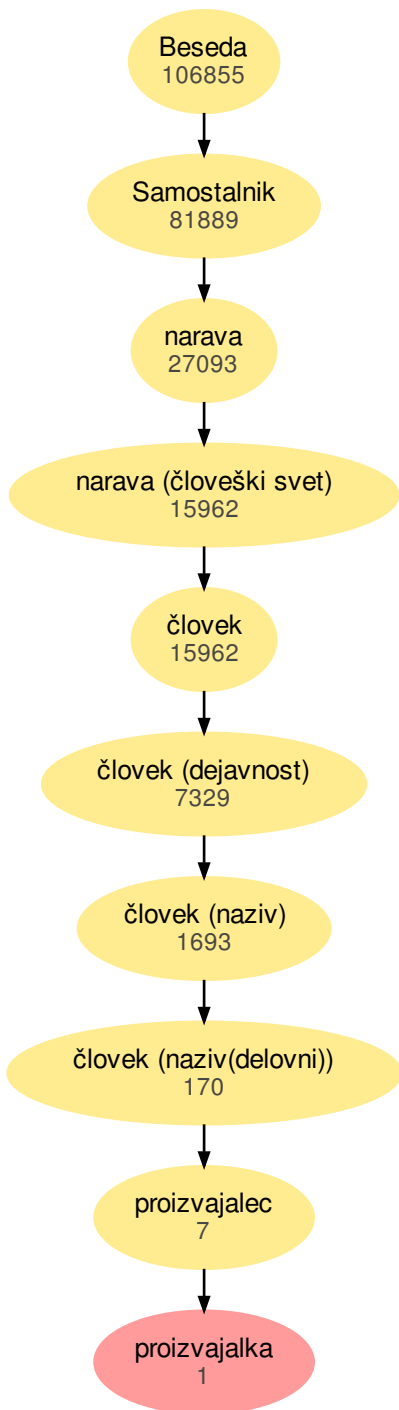 Beseda
106855
Samostalnik
81889
narava
27093
narava (človeški svet)
15962
človek
15962
človek (dejavnost)
7329
človek (naziv)
1693
človek (naziv(delovni))
170
proizvajalec
7
proizvajalka
1